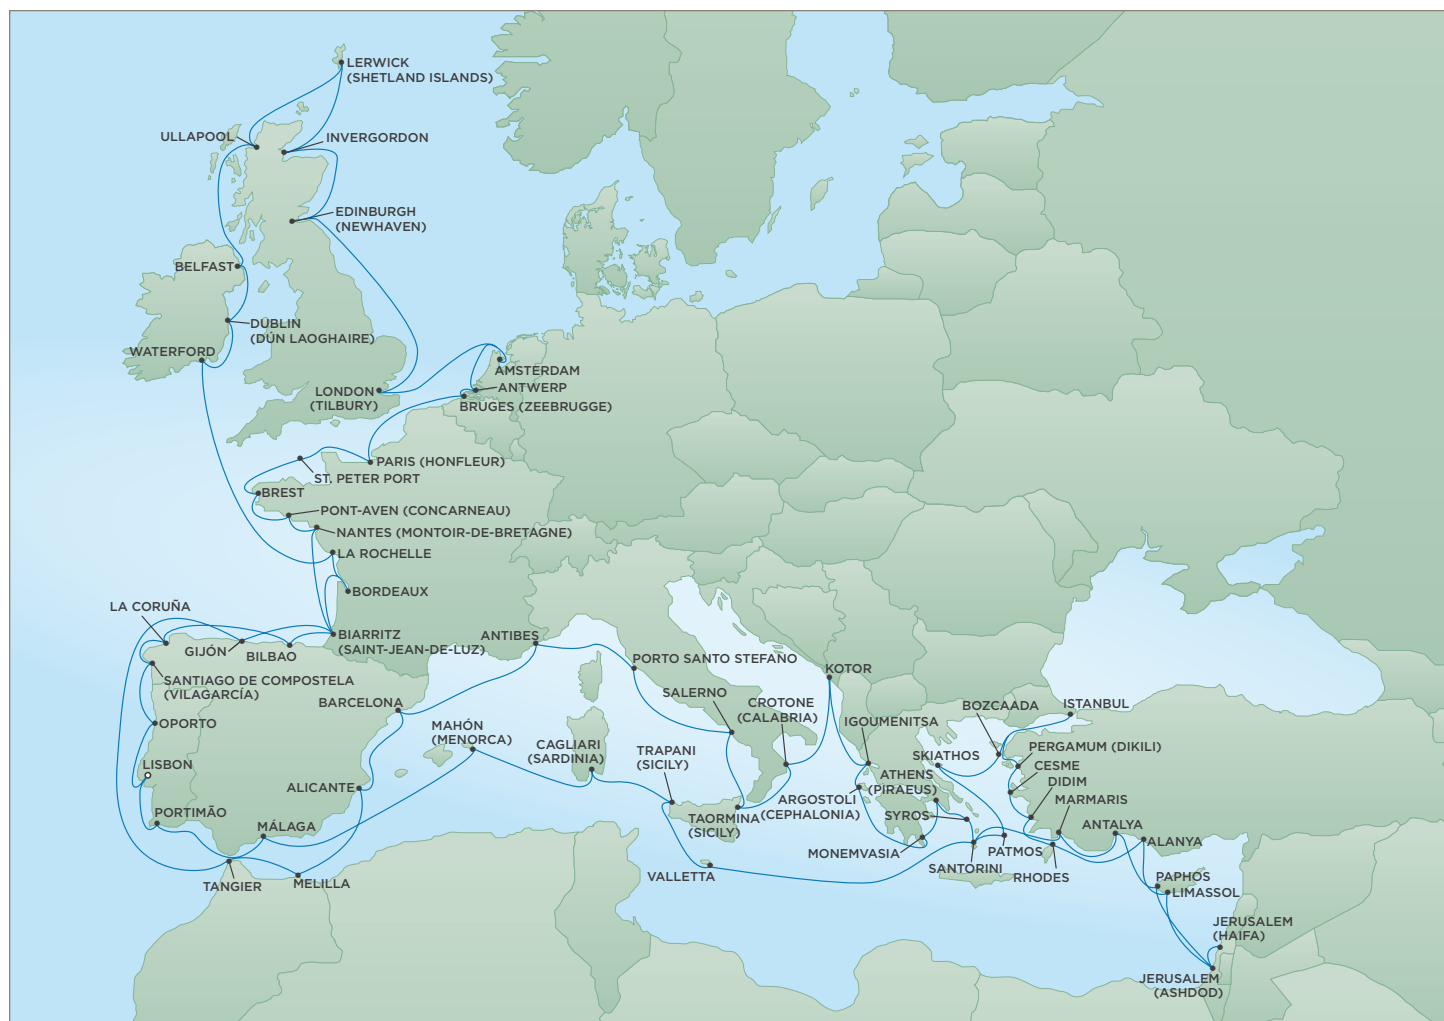 LERWICK
(SHETLAND ISLANDS)
ULLAPOOL
INVERGORDON
EDINBURGH
(NEWHAVEN)
BELFAST
DUBLIN
(DÚN LAOGHAIRE)
WATERFORD
LONDON
(TILBURY)
AMSTERDAM
ANTWERP
BRUGES (ZEEBRUGGE)
PARIS (HONFLEUR)
ST. PETER PORT
BREST
PONT-AVEN (CONCARNEAU)
NANTES (MONTOIR-DE-BRETAGNE)
LA ROCHELLE
BORDEAUX
LA CORUÑA
BIARRITZ
(SAINT-JEAN-DE-LUZ)
GIJÓN
BILBAO
ANTIBES
SANTIAGO DE COMPOSTELA
(VILAGARCÍA)
BARCELONA
OPORTO
LISBON
PORTIMÃO
ALICANTE
MÁLAGA
TANGIER
MELILLA
MAHÓN
(MENORCA)
PORTO SANTO STEFANO
SALERNO
CAGLIARI
(SARDINIA)
TRAPANI
(SICILY)
CROTONE
(CALABRIA)
TAORMINA
(SICILY)
VALLETTA
KOTOR
IGOUMENITSA
ARGOSTOLI
(CEPHALONIA)
MONEMVASIA
SKIATHOS
ATHENS
(PIRAEUS)
SYROS
SANTORINI
PATMOS
RHODES
BOZCAADA
ISTANBUL
PERGAMUM (DIKILI)
CESME
DIDIM
MARMARIS
ANTALYA
ALANYA
PAPHOS
LIMASSOL
JERUSALEM
(HAIFA)
JERUSALEM
(ASHDOD)